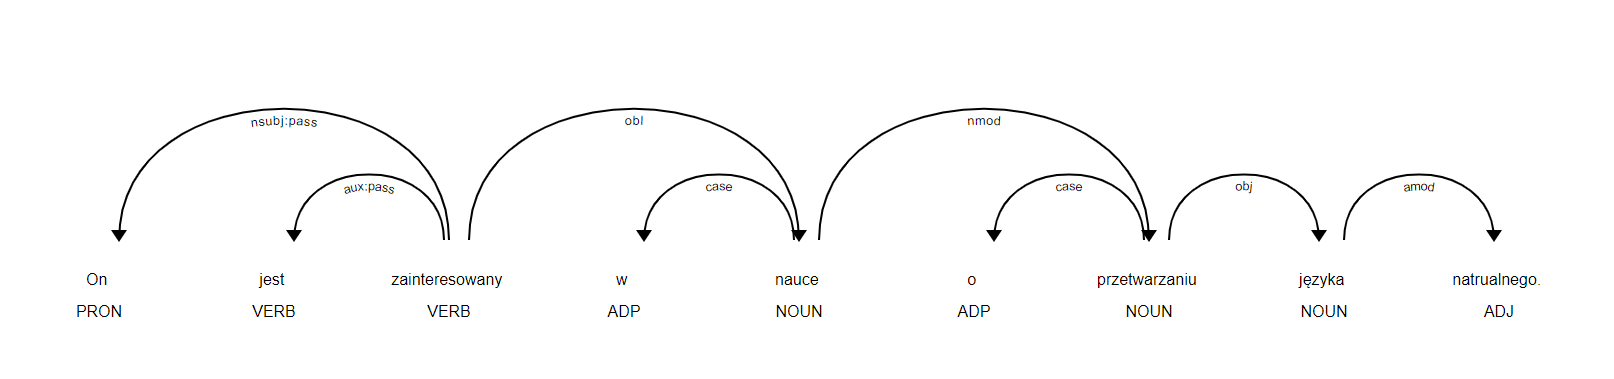 nsubj:pass obl nmod
aux:pass case case obj amod
On jest zainteresowany w nauce o przetwarzaniu języka natrualnego.
PRON VERB VERB ADP NOUN ADP NOUN NOUN ADJ